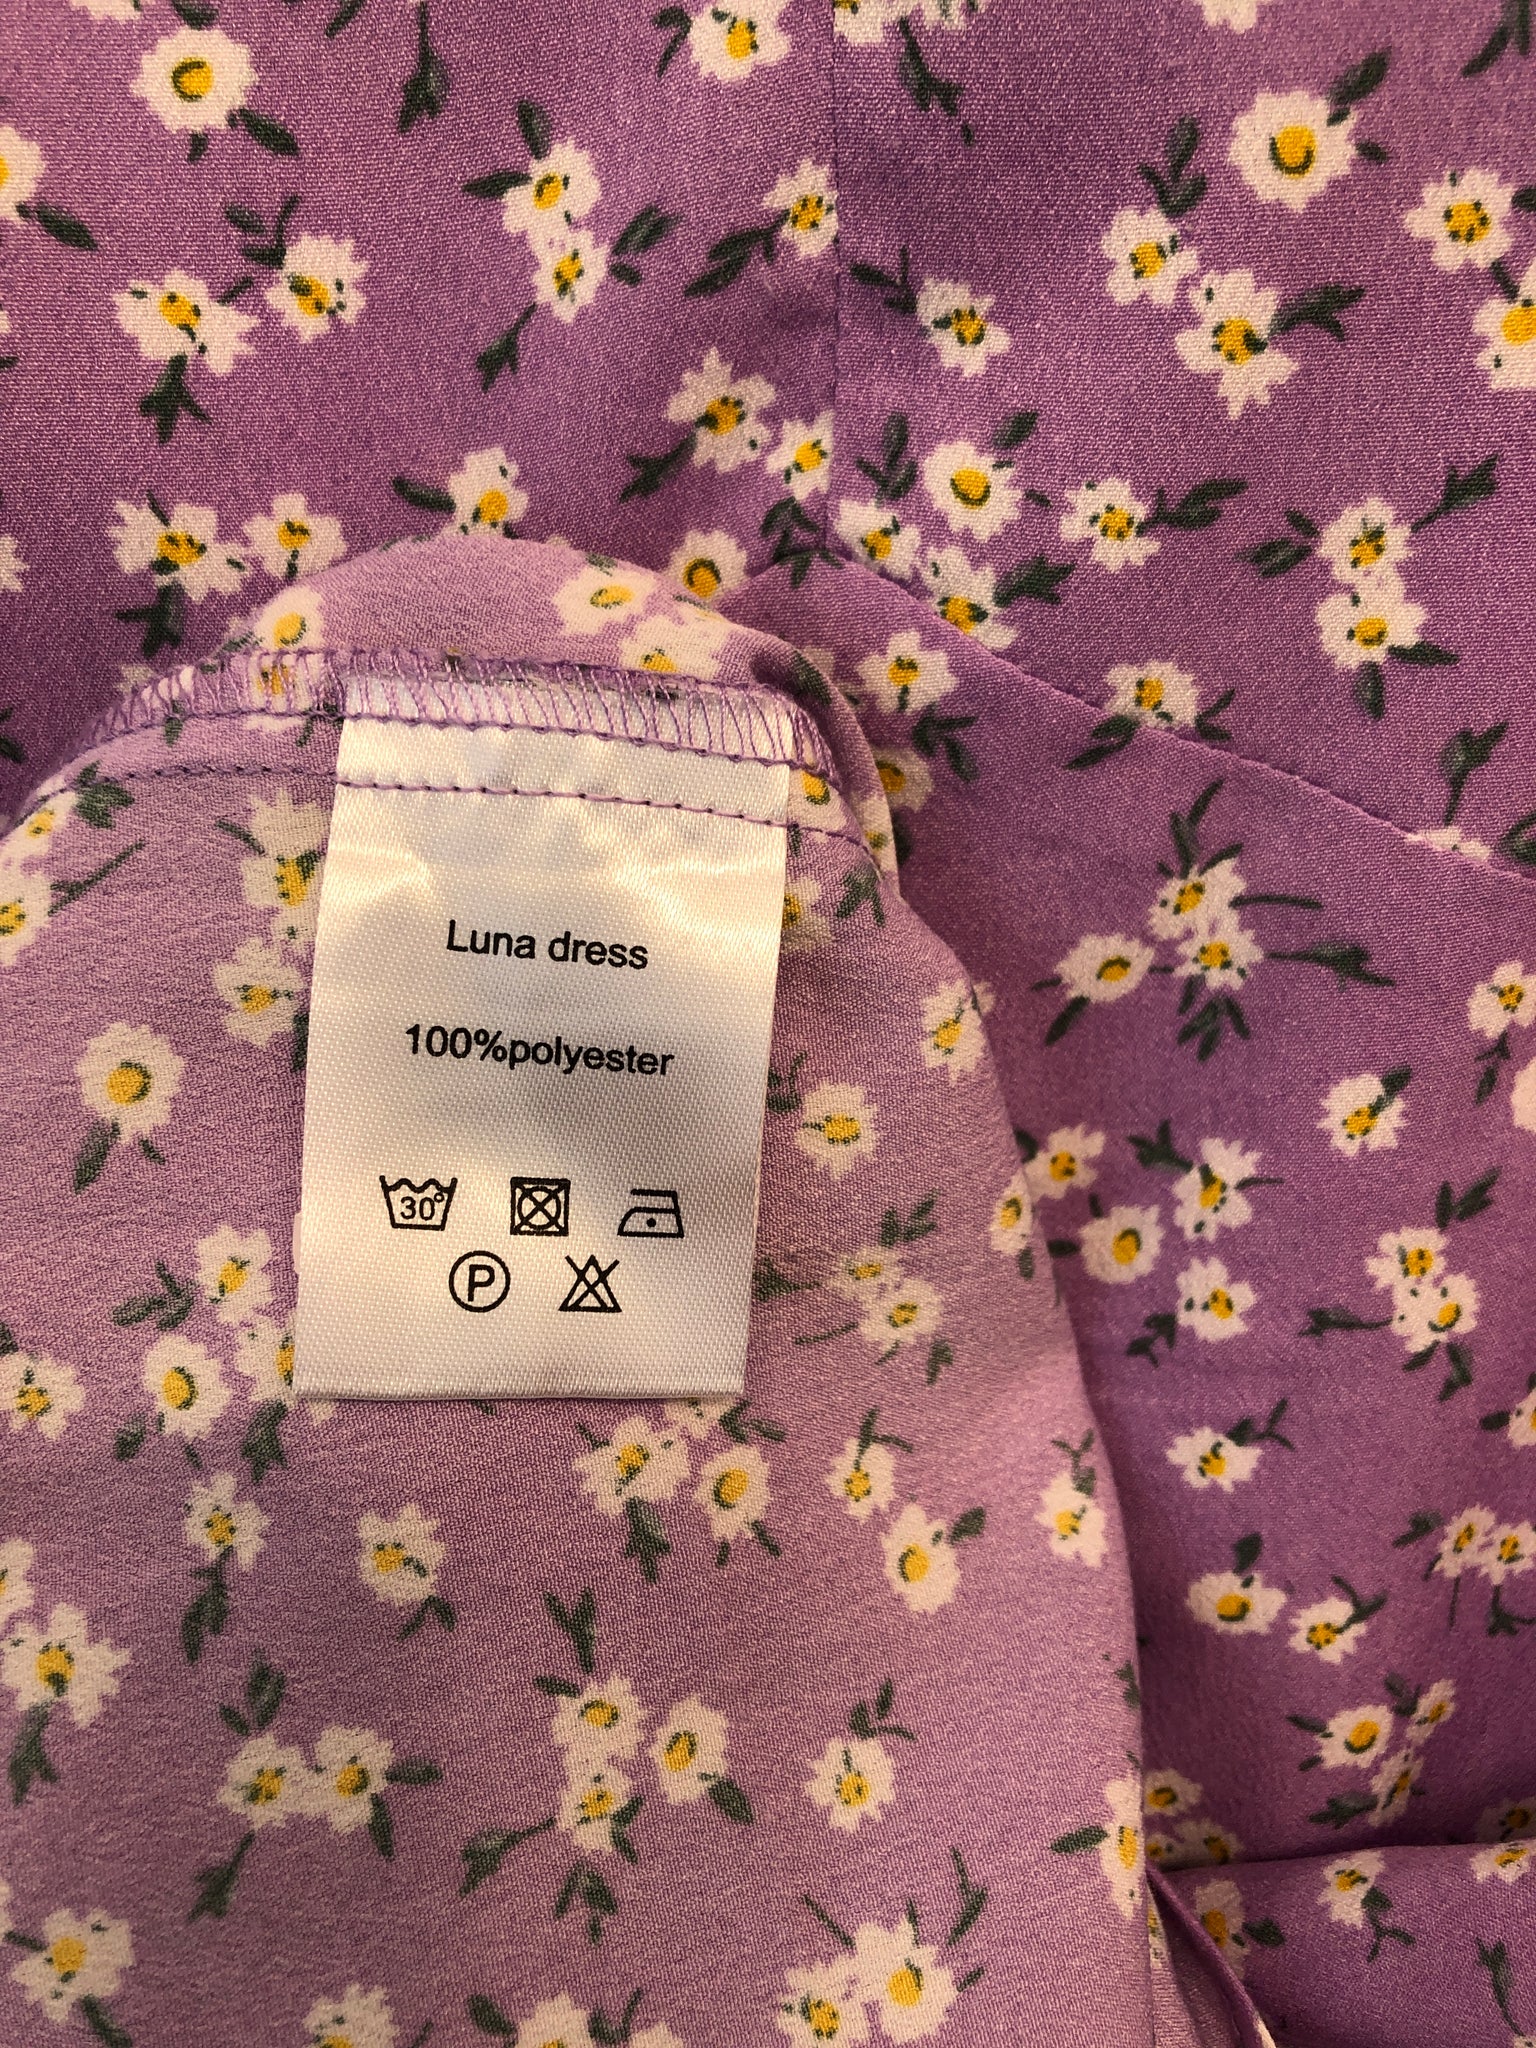 Luna dress
100%polyester
30°
P